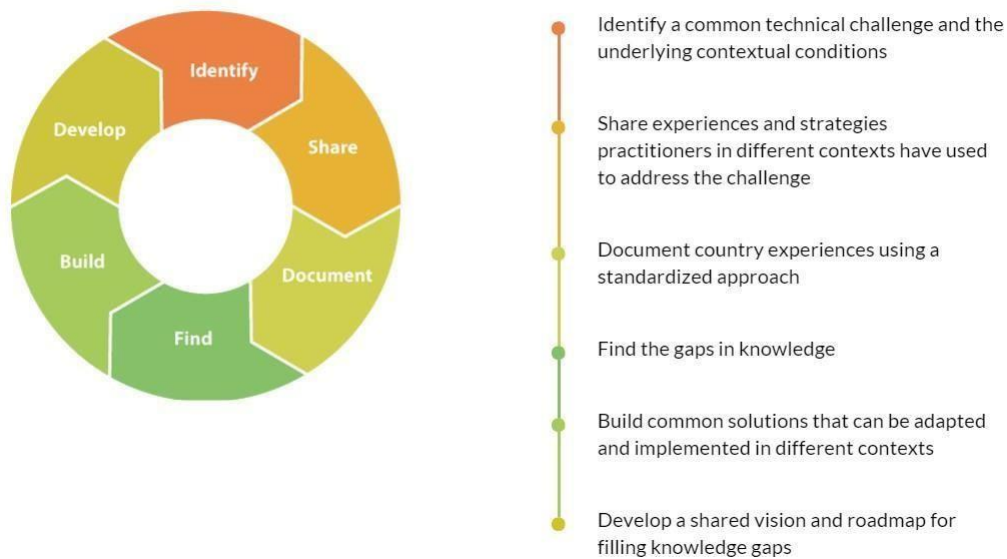 Identify
Share
Document
Find
Build
Develop
Identify a common technical challenge and the
underlying contextual conditions
Share experiences and strategies
practitioners in different contexts have used
to address the challenge
Document country experiences using a
standardized approach
Find the gaps in knowledge
Build common solutions that can be adapted
and implemented in different contexts
Develop a shared vision and roadmap for
filling knowledge gaps